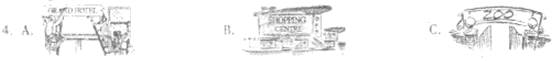 4. A. GRAND HOTEL B. SHOPPING C. ZOO
CENTRE